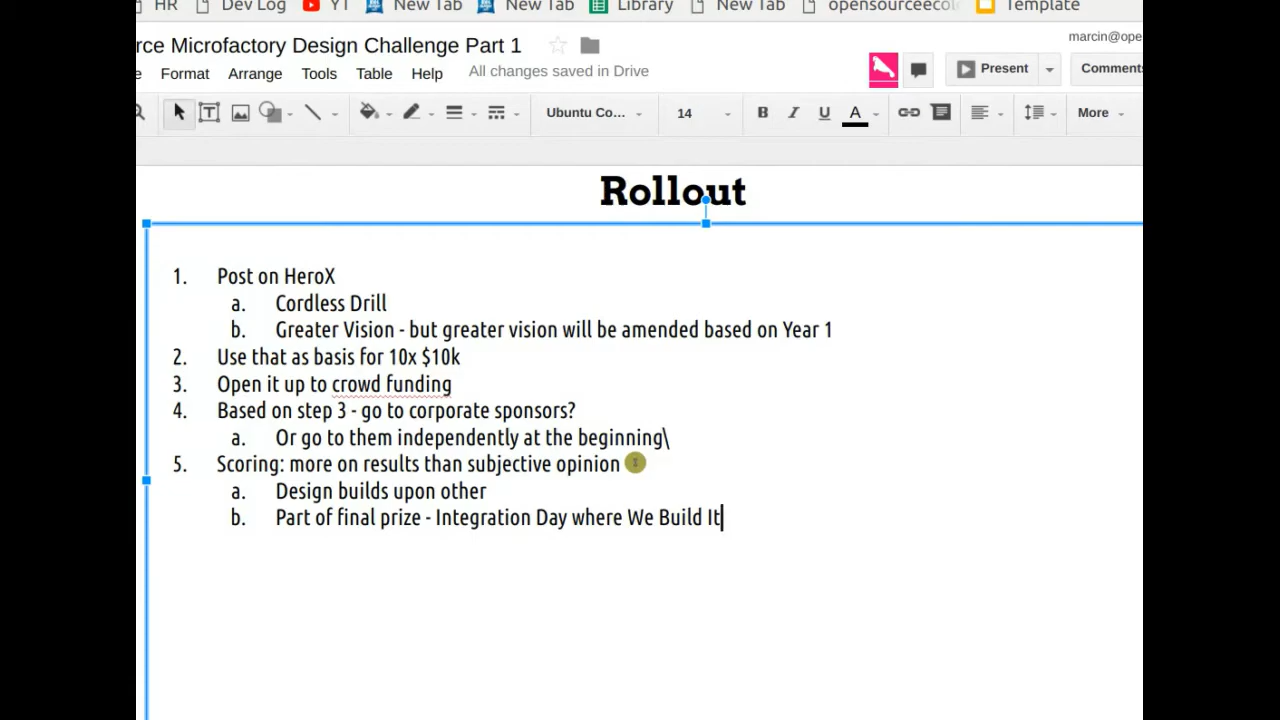 HR Dev Log YT New Tab New Tab Library New Tab opensourceecol Template
rce Microfactory Design Challenge Part 1
marcin@ope
e Format Arrange Tools Table Help All changes saved in Drive
Present Comments
Ubuntu Co... 14 B I U A More
Rollout
1. Post on HeroX
a. Cordless Drill
b. Greater Vision - but greater vision will be amended based on Year 1
2. Use that as basis for 10x $10k
3. Open it up to crowd funding
4. Based on step 3 - go to corporate sponsors?
a. Or go to them independently at the beginning\
5. Scoring: more on results than subjective opinion
a. Design builds upon other
b. Part of final prize - Integration Day where We Build It